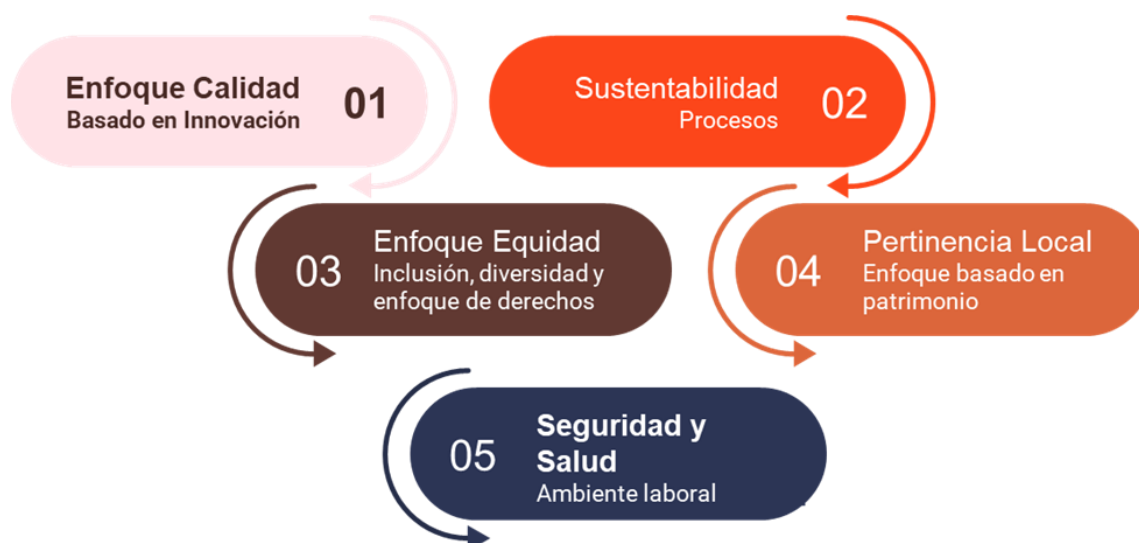 Enfoque Calidad
Basado en Innovación
01
Sustentabilidad
Procesos
02
03
Enfoque Equidad
Inclusión, diversidad y
enfoque de derechos
04
Pertinencia Local
Enfoque basado en
patrimonio
05
Seguridad y
Salud
Ambiente laboral